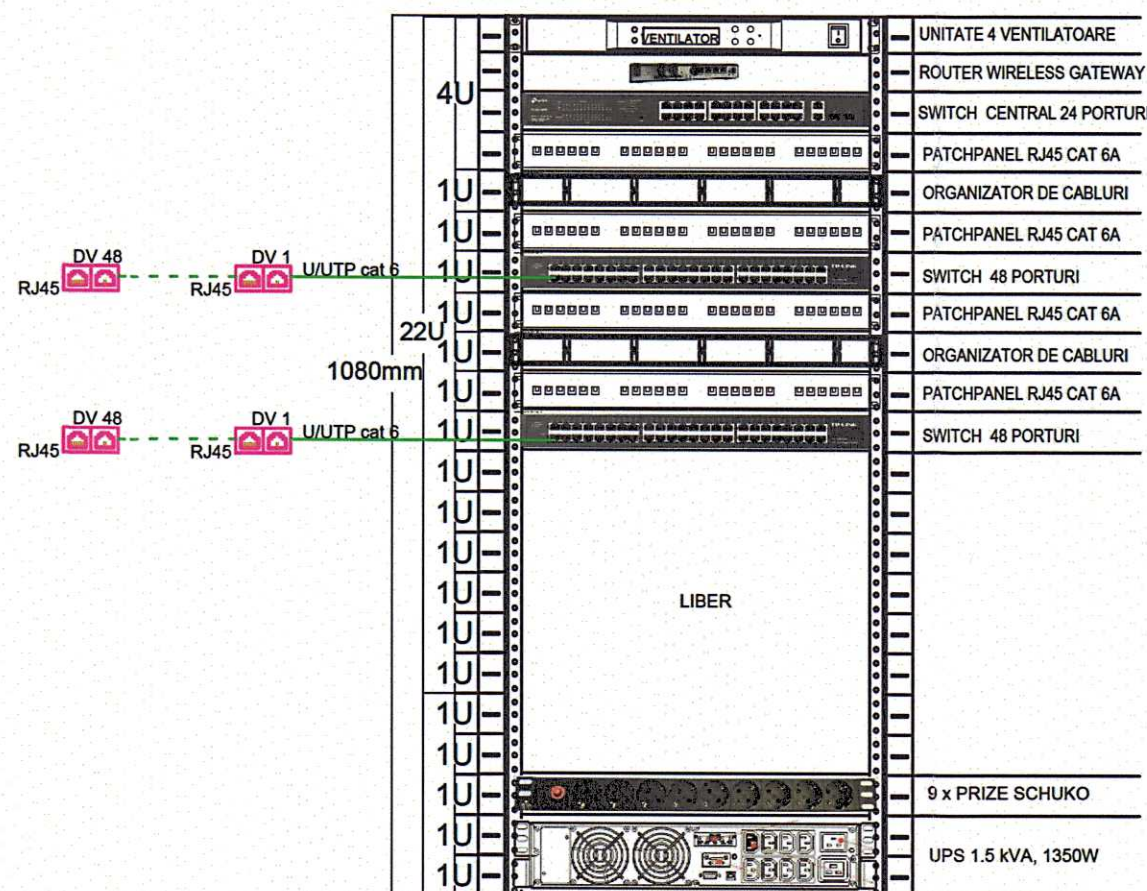 VENTILATOR
UNITATE 4 VENTILATOARE
ROUTER WIRELESS GATEWAY
4U
SWITCH CENTRAL 24 PORTURI
PATCHPANEL RJ45 CAT 6A
1U
ORGANIZATOR DE CABLURI
1U
PATCHPANEL RJ45 CAT 6A
DV 48
DV 1
RJ45
RJ45
U/UTP cat 6
1U
TP-LINK
SWITCH 48 PORTURI
1U
PATCHPANEL RJ45 CAT 6A
22U
1U
ORGANIZATOR DE CABLURI
1080mm
1U
PATCHPANEL RJ45 CAT 6A
DV 48
DV 1
RJ45
RJ45
U/UTP cat 6
1U
TP-LINK
SWITCH 48 PORTURI
1U
1U
1U
1U
LIBER
1U
1U
1U
1U
1U
9 x PRIZE SCHUKO
1U
UPS 1.5 kVA, 1350W
1U